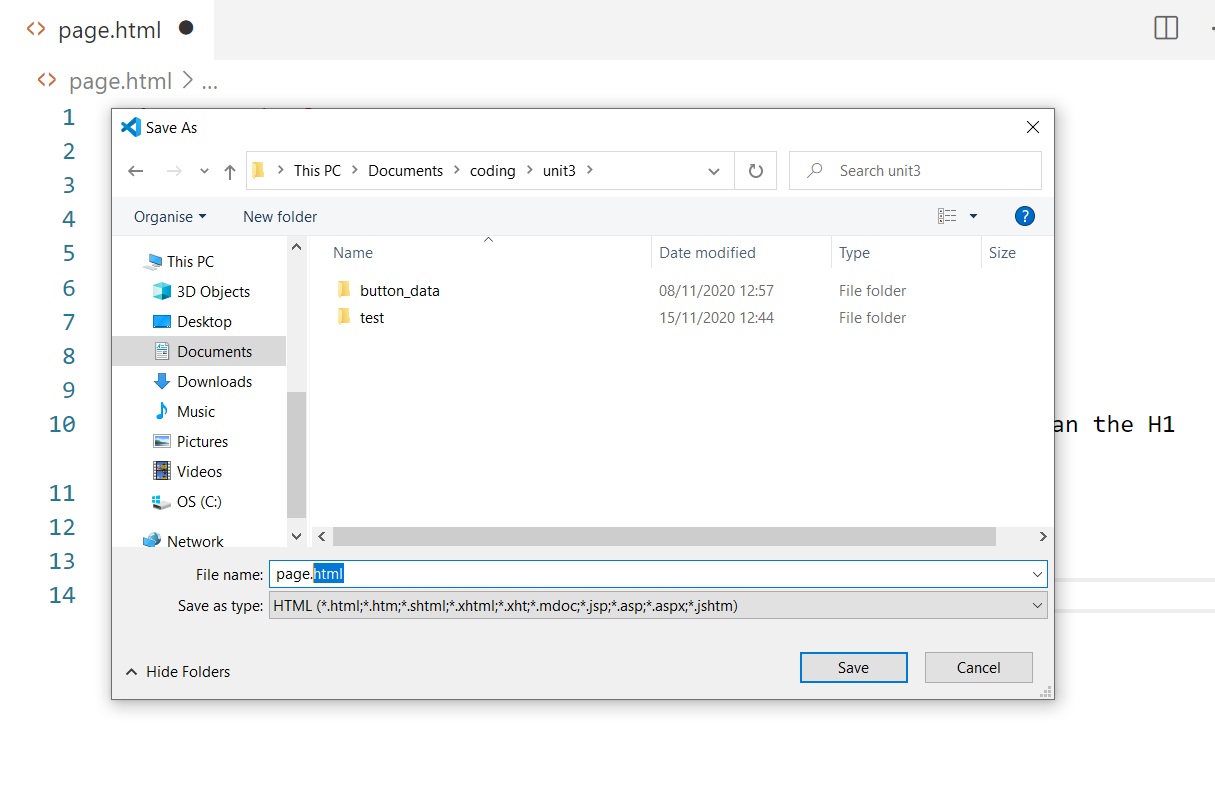 page.html
page.html > ...
1
Save As
2
This PC > Documents > coding > unit3 >
Search unit3
3
4
Organise
New folder
?
5
This PC
Name
Date modified
Type
Size
6
3D Objects
button_data
08/11/2020 12:57
File folder
7
Desktop
test
15/11/2020 12:44
File folder
8
Documents
9
Downloads
10
Music
an the H1
Pictures
Videos
11
OS (C:)
12
Network
13
File name:
page.html
14
Save as type:
HTML (*.html;*.htm;*.shtml;*.xhtml;*.xht;*.mdoc;*.jsp;*.asp;*.aspx;*.jshtm)
Hide Folders
Save
Cancel